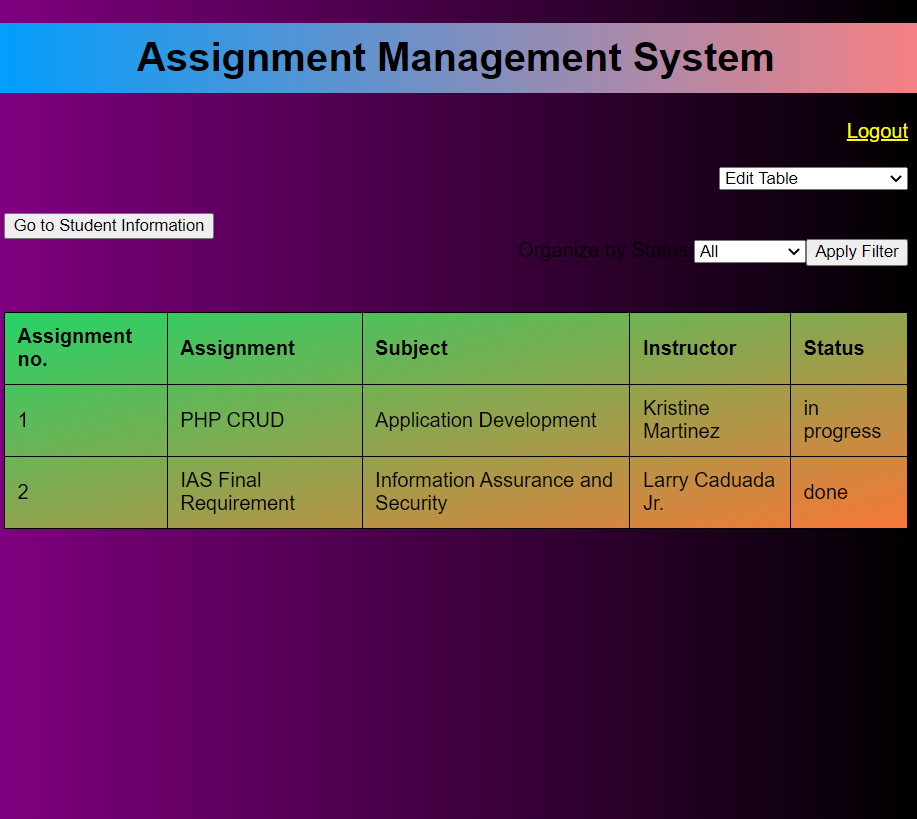 Assignment Management System
Logout
Edit Table
Go to Student Information
Organize by Status: All Apply Filter
Assignment no. Assignment Subject Instructor Status
1 PHP CRUD Application Development Kristine Martinez in progress
2 IAS Final Requirement Information Assurance and Security Larry Caduada Jr. done